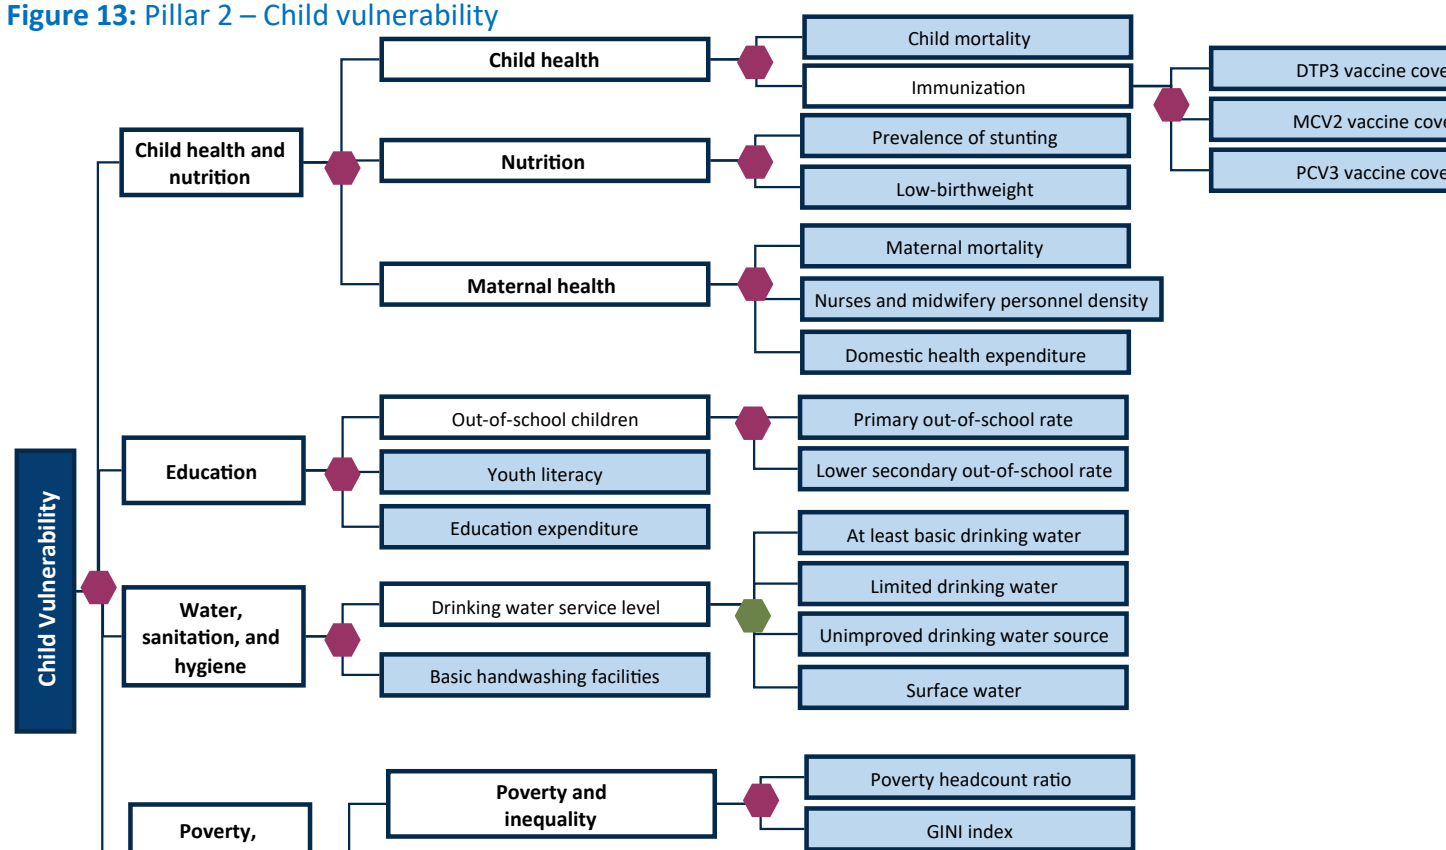 Figure 13: Pillar 2 – Child vulnerability
Child Vulnerability
Child health and
nutrition
Child health
Child mortality
Immunization
DTP3 vaccine
MCV2 vaccine
PCV3 vaccine
Nutrition
Prevalence of stunting
Low-birthweight
Maternal health
Maternal mortality
Nurses and midwifery personnel density
Domestic health expenditure
Education
Out-of-school children
Primary out-of-school rate
Lower secondary out-of-school rate
Youth literacy
Education expenditure
Water,
sanitation, and
hygiene
Drinking water service level
At least basic drinking water
Limited drinking water
Unimproved drinking water source
Surface water
Basic handwashing facilities
Poverty,
Poverty and
inequality
Poverty headcount ratio
GINI index